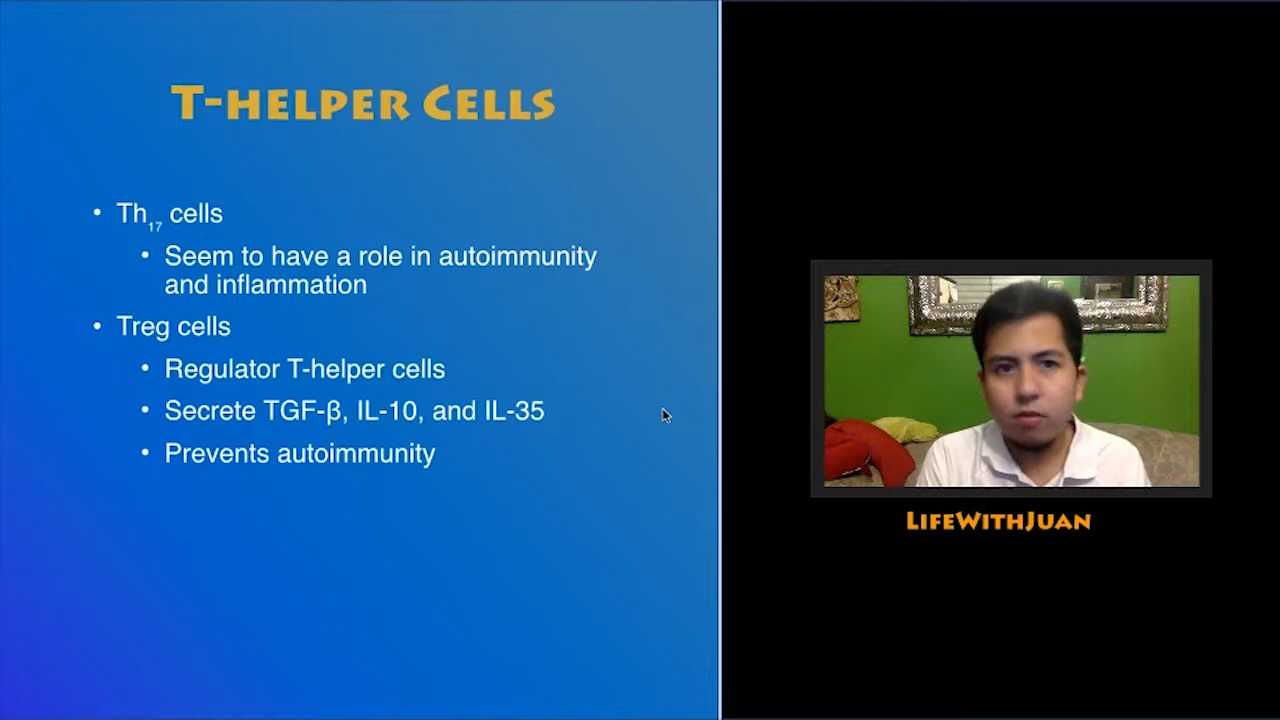 T-HELPER CELLS
• Th17 cells
• Seem to have a role in autoimmunity
and inflammation
• Treg cells
• Regulator T-helper cells
• Secrete TGF-β, IL-10, and IL-35
• Prevents autoimmunity
LIFEWITHJUAN